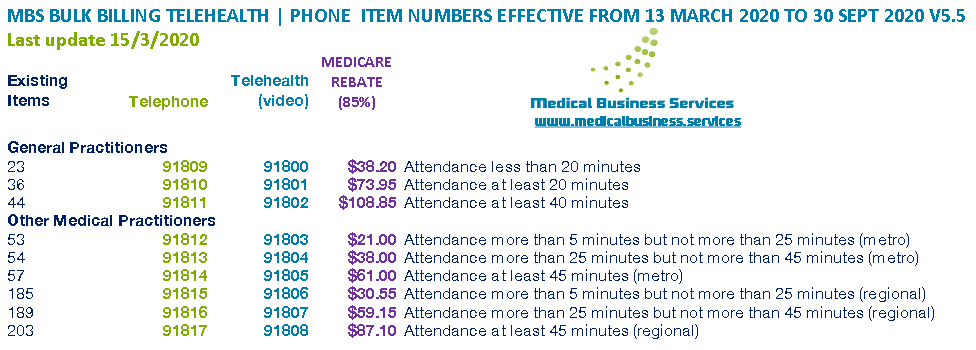 MBS BULK BILLING TELEHEALTH | PHONE ITEM NUMBERS EFFECTIVE FROM 13 MARCH 2020 TO 30 SEPT 2020 V5.5
Last update 15/3/2020
Existing Items Telephone Telehealth (video) MEDICARE REBATE (85%)
Medical Business Services
www.medicalbusiness.services
General Practitioners
23 91809 91800 $38.20 Attendance less than 20 minutes
36 91810 91801 $73.95 Attendance at least 20 minutes
44 91811 91802 $108.85 Attendance at least 40 minutes
Other Medical Practitioners
53 91812 91803 $21.00 Attendance more than 5 minutes but not more than 25 minutes (metro)
54 91813 91804 $38.00 Attendance more than 25 minutes but not more than 45 minutes (metro)
57 91814 91805 $61.00 Attendance at least 45 minutes (metro)
185 91815 91806 $30.55 Attendance more than 5 minutes but not more than 25 minutes (regional)
189 91816 91807 $59.15 Attendance more than 25 minutes but not more than 45 minutes (regional)
203 91817 91808 $87.10 Attendance at least 45 minutes (regional)